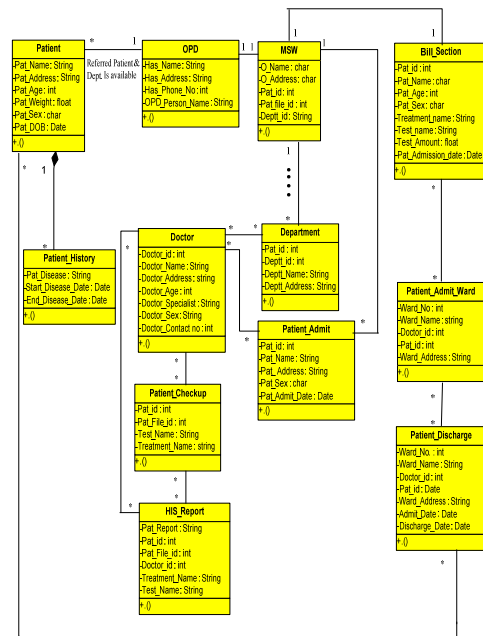 *
1
1
1
1
1
Patient
-Pat_Name: String
-Pat_Address: String
-Pat_Age: int
-Pat_Weight: float
-Pat_Sex: char
-Pat_DOB: Date
+.()
Referred Patient&
Dept. Is available
OPD
-Has_Name: String
-Has_Address: String
-Has_Phone_No: int
-OPD_Person_Name: String
+.()
MSW
-O_Name: char
-O_Address: char
-Pat_id: int
-Pat_file_id: int
-Deptt_id: String
+.()
Bill_Section
-Pat_id: int
-Pat_Name: char
-Pat_Age: int
-Pat_Sex: char
-Treatment_name: String
-Test_name: String
-Test_Amount: float
-Pat_Admission_date: Date
+.()
*
1
*
1
*
*
Patient_History
-Pat_Disease: String
-Start_Disease_Date: Date
-End_Disease_Date: Date
+.()
*
*
*
*
Doctor
-Doctor_id: int
-Doctor_Name: String
-Doctor_Address: string
-Doctor_Age: int
-Doctor_Specialist: String
-Doctor_Sex: String
-Doctor_Contact no: int
+.()
Department
-Pat_id: int
-Deptt_id: int
-Deptt_Name: String
-Deptt_Address: String
+.()
*
Patient_Admit_Ward
-Ward_No: int
-Ward_Name: string
-Doctor_id: int
-Pat_id: int
-Ward_Address: String
+.()
*
*
Patient_Admit
-Pat_id: int
-Pat_Name: String
-Pat_Address: String
-Pat_Sex: char
-Pat_Admit_Date: Date
+.()
*
*
Patient_Checkup
-Pat_id: int
-Pat_File_id: int
-Test_Name: String
-Treatment_Name: string
+.()
*
*
Patient_Discharge
-Ward_No.: int
-Ward_Name: String
-Doctor_id: int
-Pat_id: Date
-Ward_Address: String
-Admit_Date: Date
-Discharge_Date: Date
+.()
*
*
*
HIS_Report
-Pat_Report: String
-Pat_id: int
-Pat_File_id: int
-Doctor_id: int
-Treatment_Name: String
-Test_Name: String
+.()
*